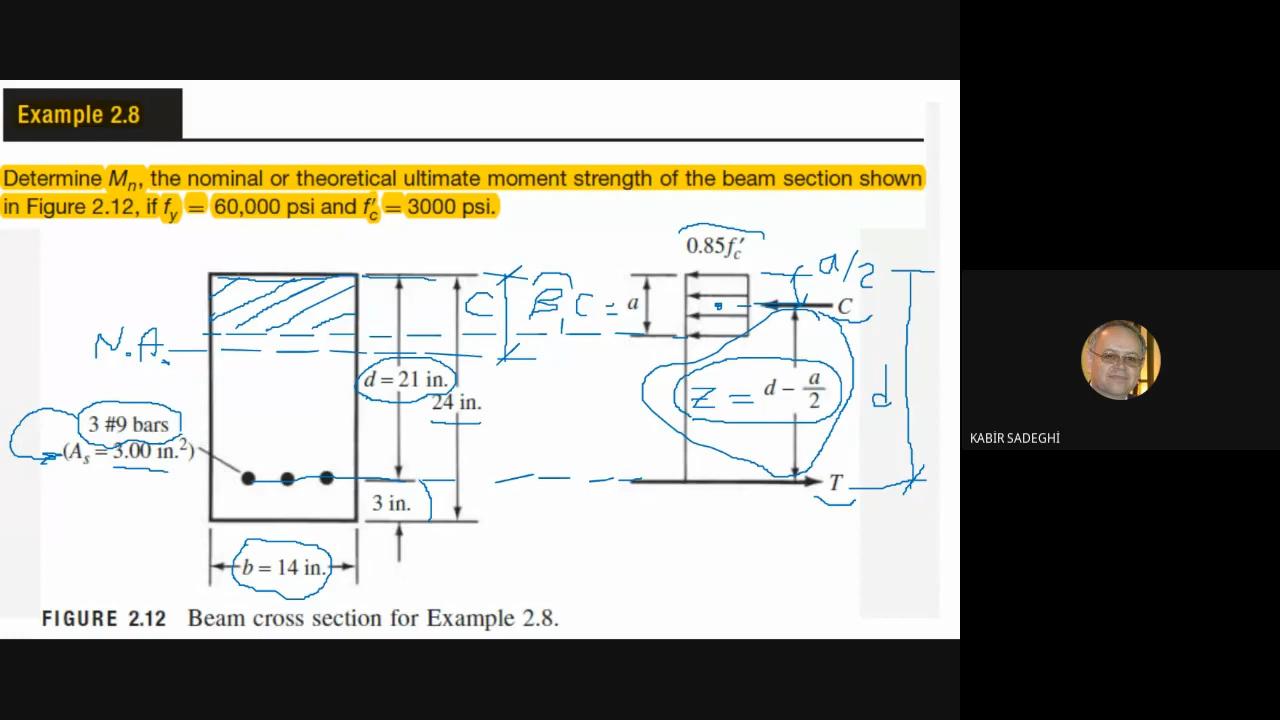 Example 2.8
Determine Mn, the nominal or theoretical ultimate moment strength of the beam section shown
in Figure 2.12, if fy = 60,000 psi and f′c = 3000 psi.
0.85f′c
a/2
C
β1C =
a
C
N.A.
d = 21 in.
24 in.
z =
d − a/2
d
3 #9 bars
(As = 3.00 in.²)
T
3 in.
b = 14 in.
FIGURE 2.12 Beam cross section for Example 2.8.
KABİR SADEGHİ